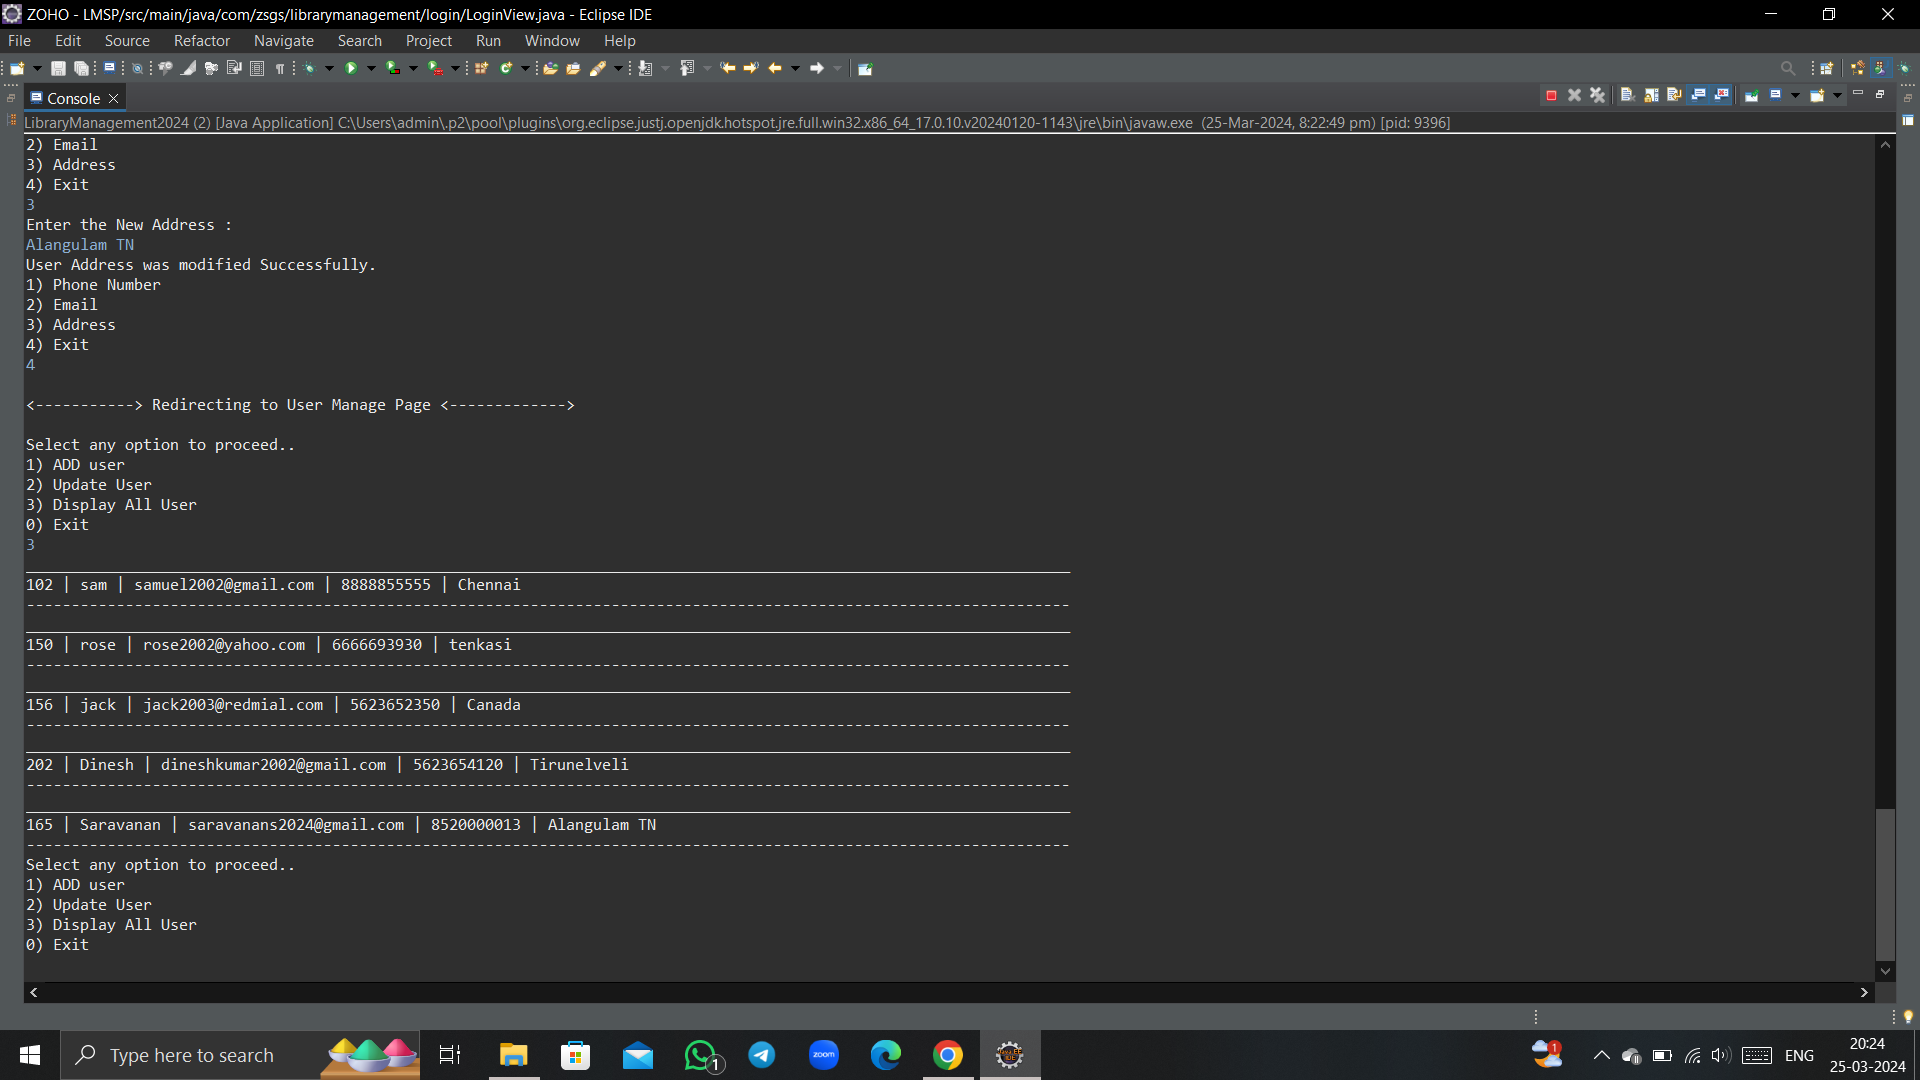 ZOHO - LMSP/src/main/java/com/zsgs/librarymanagement/login/LoginView.java - Eclipse IDE
File Edit Source Refactor Navigate Search Project Run Window Help
Console
LibraryManagement2024 (2) [Java Application] C:\Users\admin\.p2\pool\plugins\org.eclipse.justj.openjdk.hotspot.jre.full.win32.x86_64_17.0.10.v20240120-1143\jre\bin\javaw.exe (25-Mar-2024, 8:22:49 pm) [pid: 9396]
2) Email
3) Address
4) Exit
3
Enter the New Address :
Alangulam TN
User Address was modified Successfully.
1) Phone Number
2) Email
3) Address
4) Exit
4
<-----------> Redirecting to User Manage Page <------------->
Select any option to proceed..
1) ADD user
2) Update User
3) Display All User
0) Exit
3
102 | sam | samuel2002@gmail.com | 8888855555 | Chennai
150 | rose | rose2002@yahoo.com | 6666693930 | tenkasi
156 | jack | jack2003@redmial.com | 5623652350 | Canada
202 | Dinesh | dineshkumar2002@gmail.com | 5623654120 | Tirunelveli
165 | Saravanan | saravanans2024@gmail.com | 8520000013 | Alangulam TN
Select any option to proceed..
1) ADD user
2) Update User
3) Display All User
0) Exit
Type here to search
1
zoom
1
ENG
20:24
25-03-2024